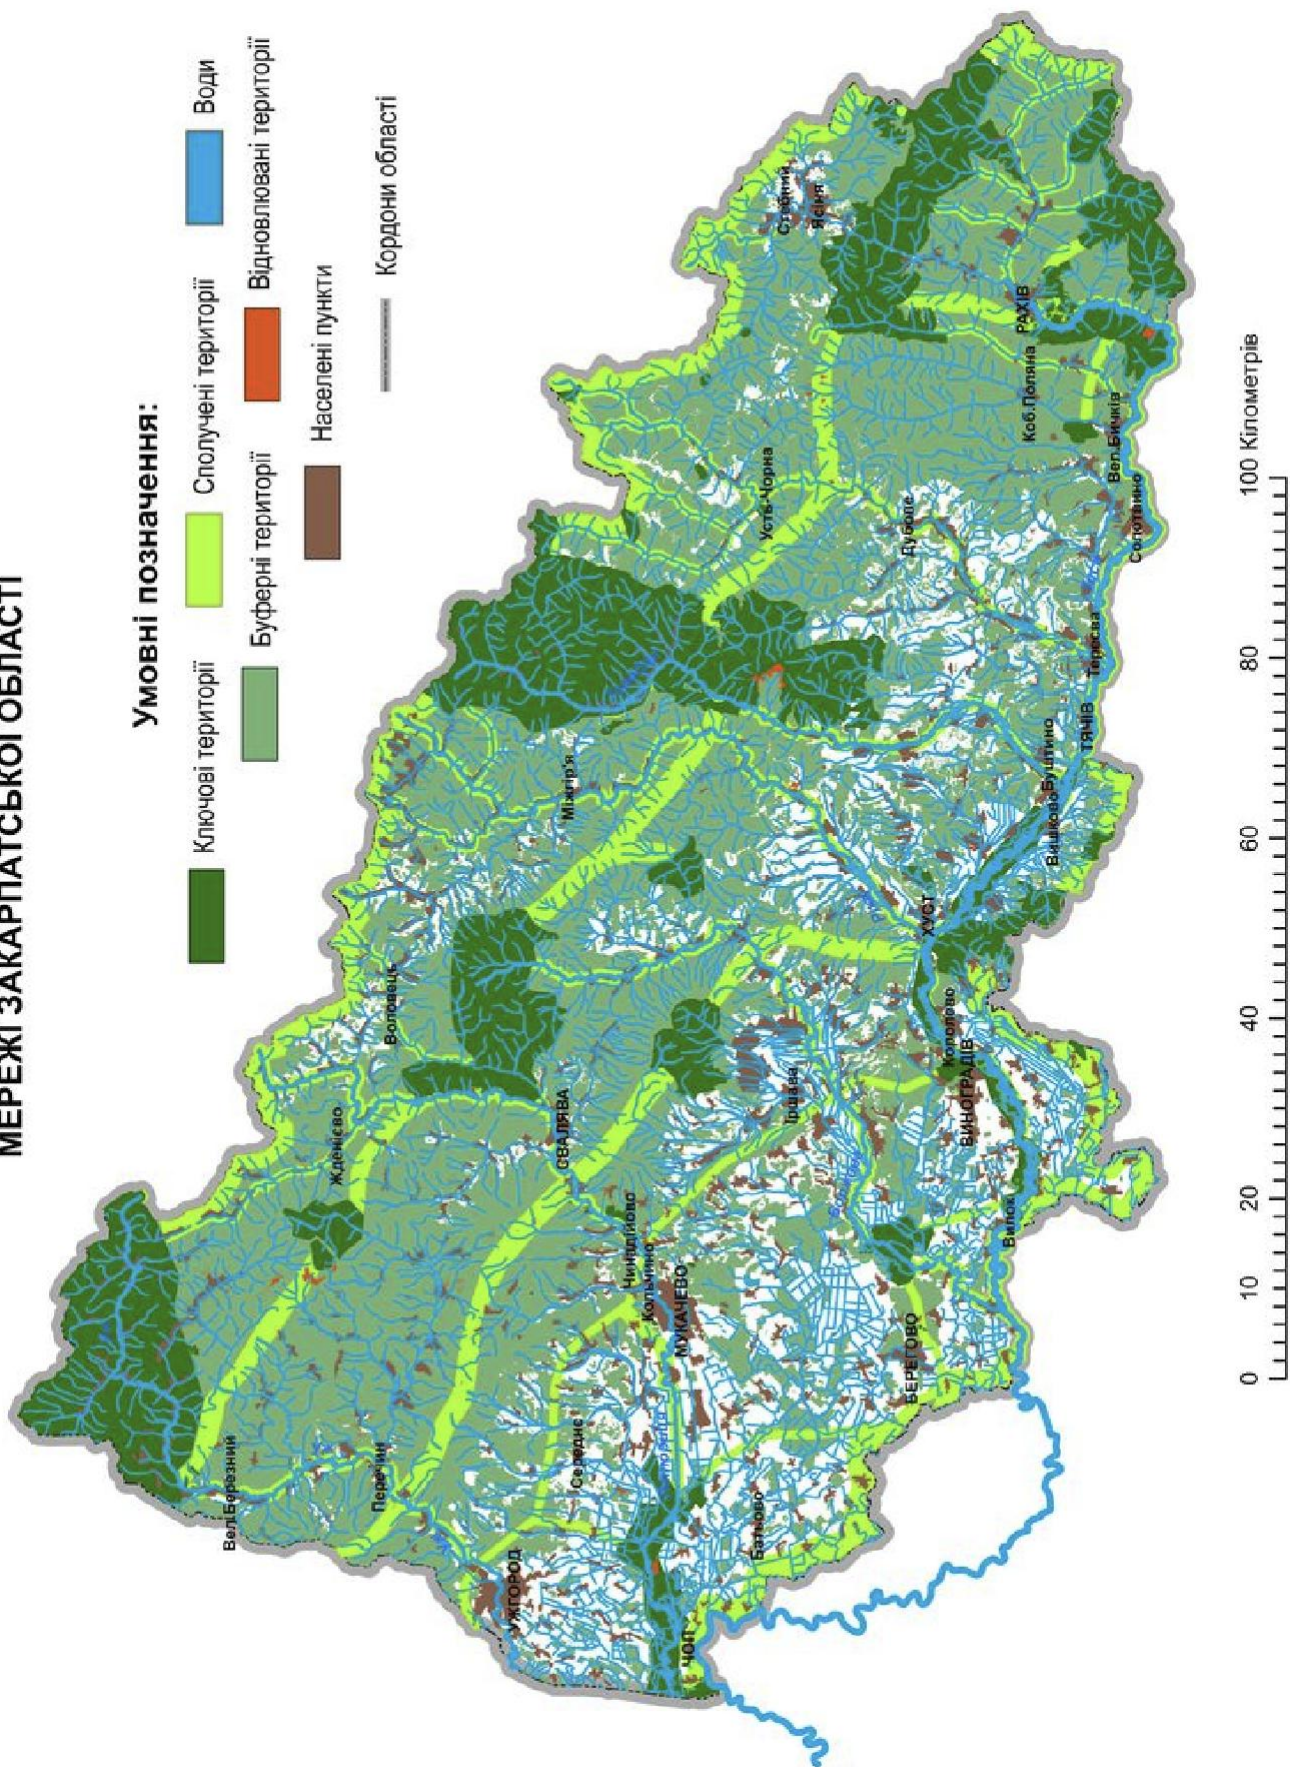 МЕРЕЖІ ЗАКАРПАТСЬКОЇ ОБЛАСТІ
Умовні позначення:
Ключові території
Сполучені території
Води
Буферні території
Відновлювані території
Населені пункти
Кордони області
Вел.Березний
Перечин
УЖГОРОД
Середнє
ЧОП
Батьово
Жденієво
Воловець
СВАЛЯВА
Чинадійово
Кольчино
МУКАЧЕВО
БЕРЕГОВО
Іршава
ВИНОГРАДІВ
Королево
Вилок
Міжгір'я
ХУСТ
Вишково
Буштино
ТЯЧІВ
Тересва
Усть-Чорна
Дубове
Солотвино
Вел.Бичків
Коб.Поляна
РАХІВ
Стебний
Ясіня
0 10 20 40 60 80 100 Кілометрів